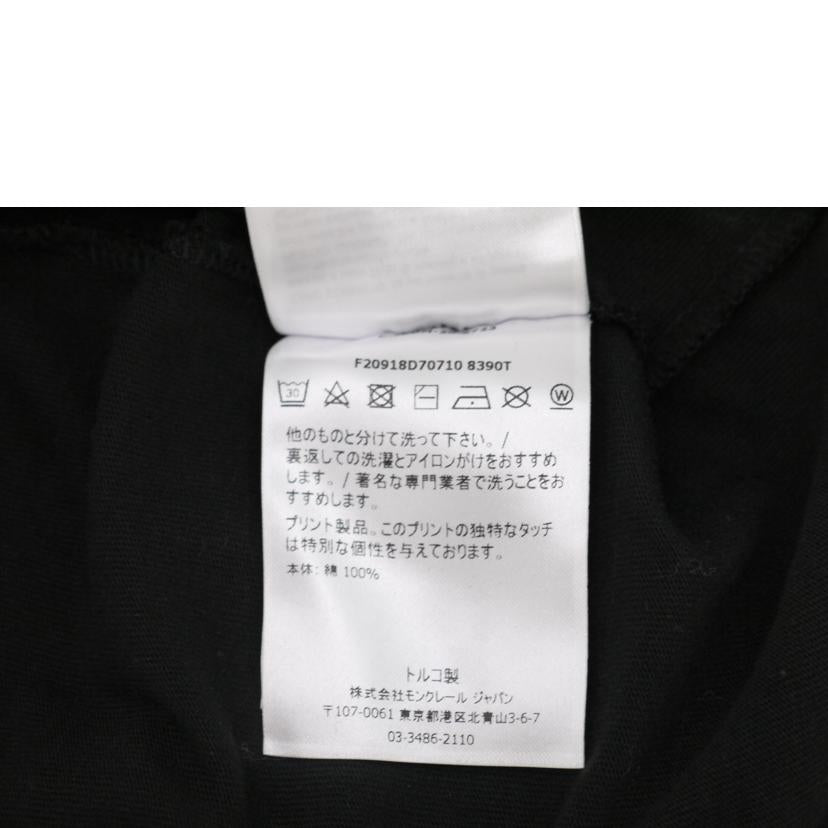 F20918D70710 8390T
30
W
他のものと分けて洗って下さい。/
裏返しての洗濯とアイロンがけをおすすめ
します。/ 著名な専門業者で洗うことをお
すすめします。
プリント製品。このプリントの独特なタッチ
は特別な個性を与えております。
本体: 綿 100%
トルコ製
株式会社モンクレール ジャパン
〒107-0061 東京都港区北青山3-6-7
03-3486-2110